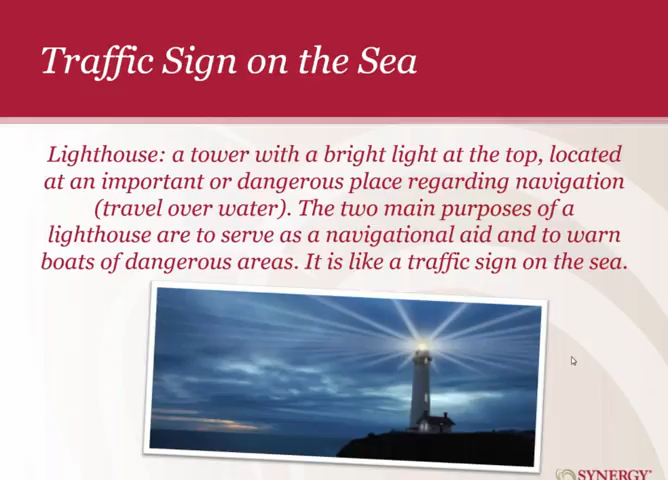 Traffic Sign on the Sea
Lighthouse: a tower with a bright light at the top, located
at an important or dangerous place regarding navigation
(travel over water). The two main purposes of a
lighthouse are to serve as a navigational aid and to warn
boats of dangerous areas. It is like a traffic sign on the sea.
SYNERGY